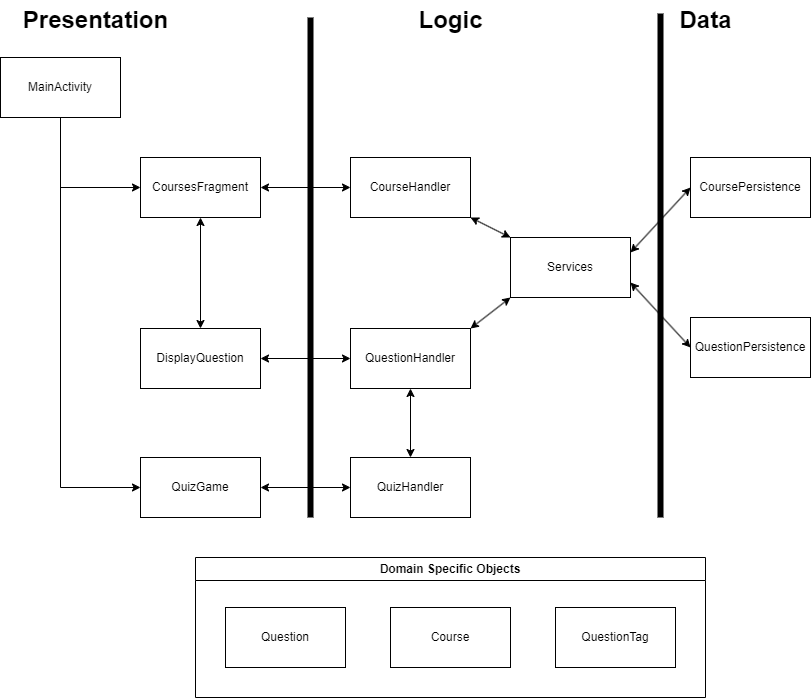 Presentation
Logic
Data
MainActivity
CoursesFragment
CourseHandler
CoursePersistence
Services
DisplayQuestion
QuestionHandler
QuestionPersistence
QuizGame
QuizHandler
Domain Specific Objects
Question
Course
QuestionTag